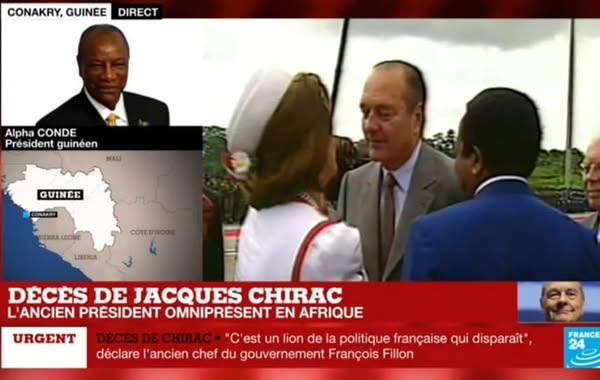 CONAKRY, GUINÉE DIRECT
Alpha CONDE
Président guinéen
MALI
GUINÉE
CONAKRY
SIERRA LEONE
CÔTE D'IVOIRE
LIBERIA
DÉCÈS DE JACQUES CHIRAC
L'ANCIEN PRÉSIDENT OMNIPRÉSENT EN AFRIQUE
URGENT
DÉCÈS DE CHIRAC "C'est un lion de la politique française qui disparaît",
déclare l'ancien chef du gouvernement François Fillon
FRANCE
24